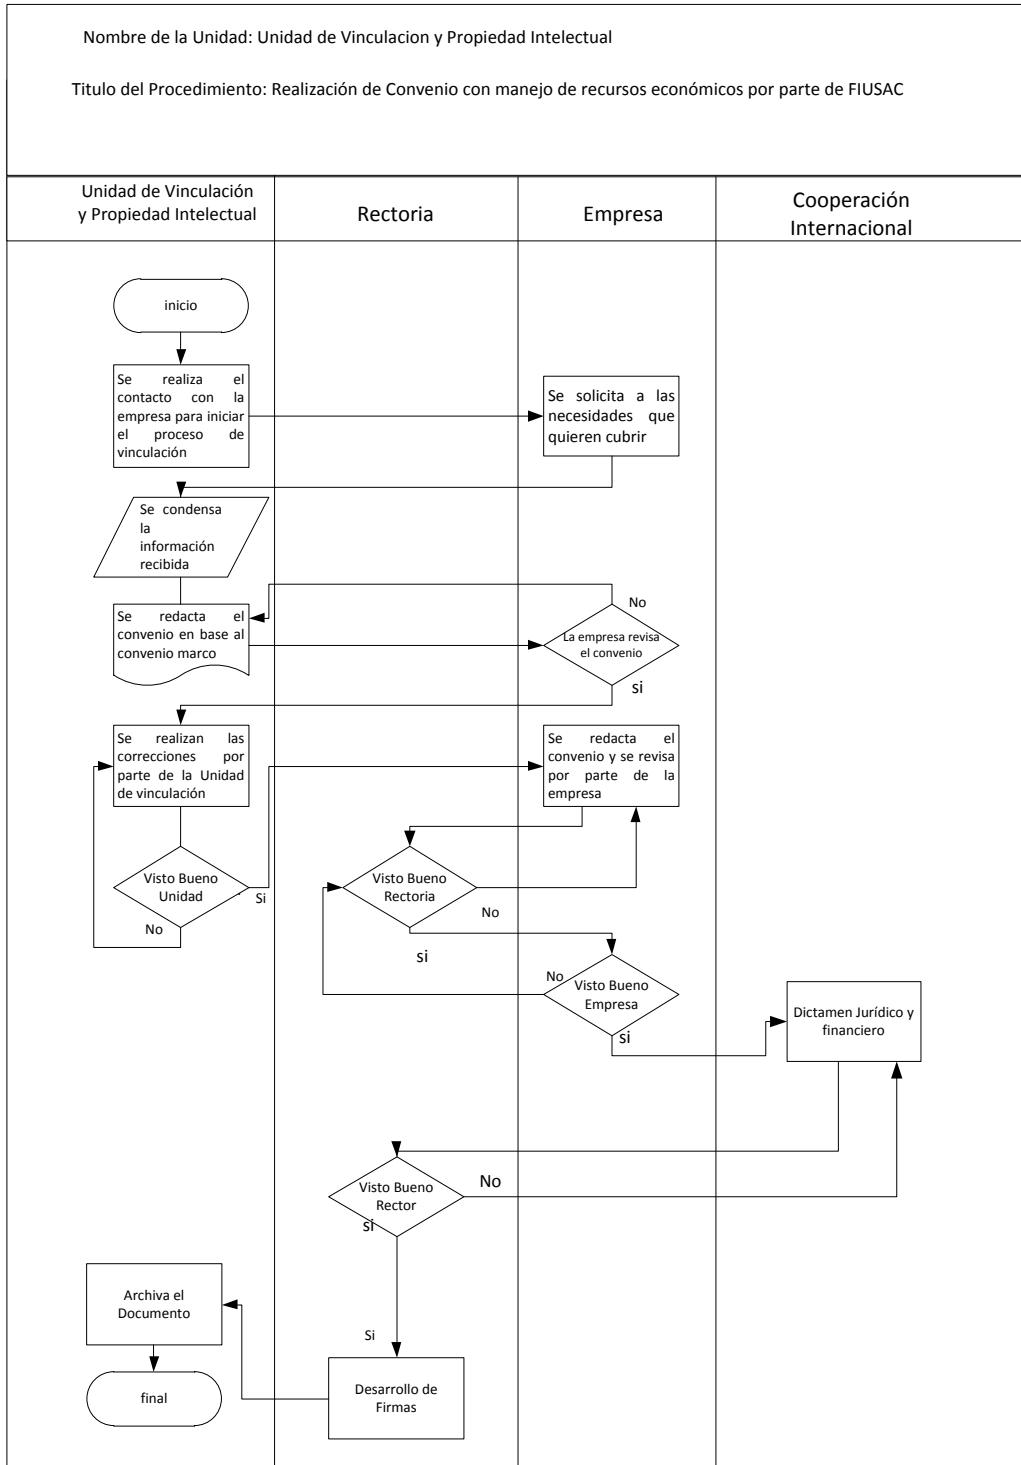 Nombre de la Unidad: Unidad de Vinculacion y Propiedad Intelectual
Titulo del Procedimiento: Realización de Convenio con manejo de recursos económicos por parte de FIUSAC
Unidad de Vinculación
y Propiedad Intelectual
Rectoria
Empresa
Cooperación
Internacional
inicio
Se realiza el
contacto con la
empresa para iniciar
el proceso de
vinculación
Se solicita a las
necesidades que
quieren cubrir
Se condensa
la
información
recibida
Se redacta el
convenio en base al
convenio marco
No
La empresa revisa
el convenio
si
Se realizan las
correcciones por
parte de la Unidad
de vinculación
Se redacta el
convenio y se revisa
por parte de la
empresa
Visto Bueno
Unidad
Si
No
Visto Bueno
Rectoria
No
si
No
Visto Bueno
Empresa
si
Dictamen Jurídico y
financiero
Visto Bueno
Rector
No
si
Archiva el
Documento
Si
Desarrollo de
Firmas
final